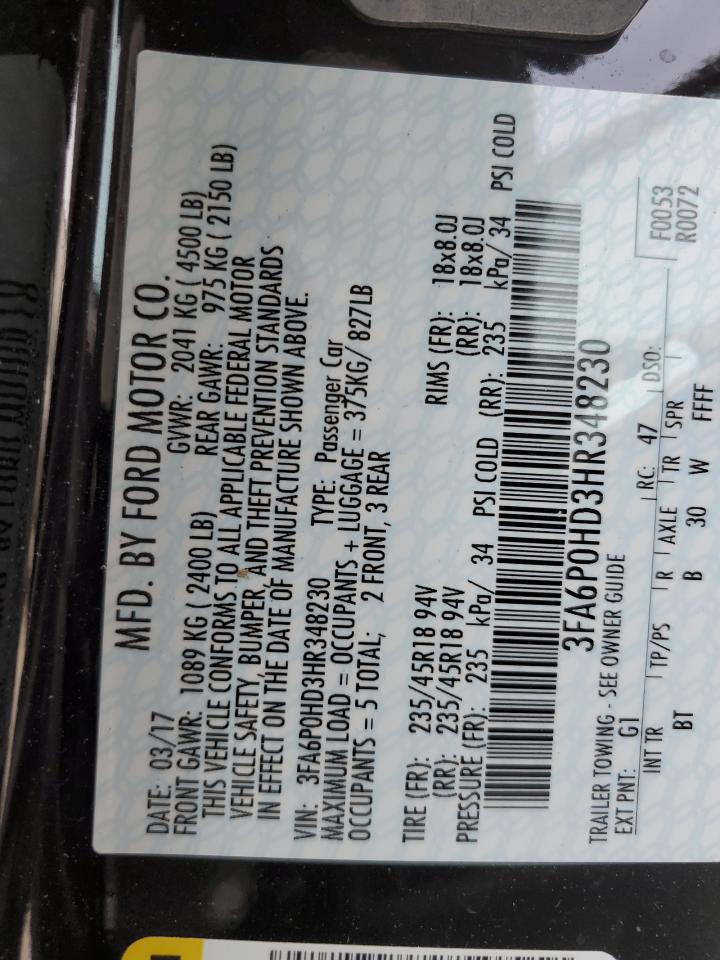 MFD. BY FORD MOTOR CO.
DATE: 03/17 GVWR: 2041 KG ( 4500 LB)
FRONT GAWR: 1089 KG ( 2400 LB) REAR GAWR: 975 KG ( 2150 LB)
THIS VEHICLE CONFORMS TO ALL APPLICABLE FEDERAL MOTOR
VEHICLE SAFETY, BUMPER, AND THEFT PREVENTION STANDARDS
IN EFFECT ON THE DATE OF MANUFACTURE SHOWN ABOVE.
VIN: 3FA6P0HD3HR348230 TYPE: Passenger Car
MAXIMUM LOAD = OCCUPANTS + LUGGAGE = 375KG/ 827LB
OCCUPANTS = 5 TOTAL; 2 FRONT, 3 REAR
TIRE (FR): 235/45R18 94V RIMS (FR): 18x8.0J
(RR): 235/45R18 94V (RR): 18x8.0J
PRESSURE (FR): 235 kPa/ 34 PSI COLD (RR): 235 kPa/ 34 PSI COLD
3FA6P0HD3HR348230
TRAILER TOWING - SEE OWNER GUIDE F0053
EXT PNT: G1 RC: 47 DSO: R0072
INT TR TP/PS R AXLE TR SPR
BT B 30 W FFFF